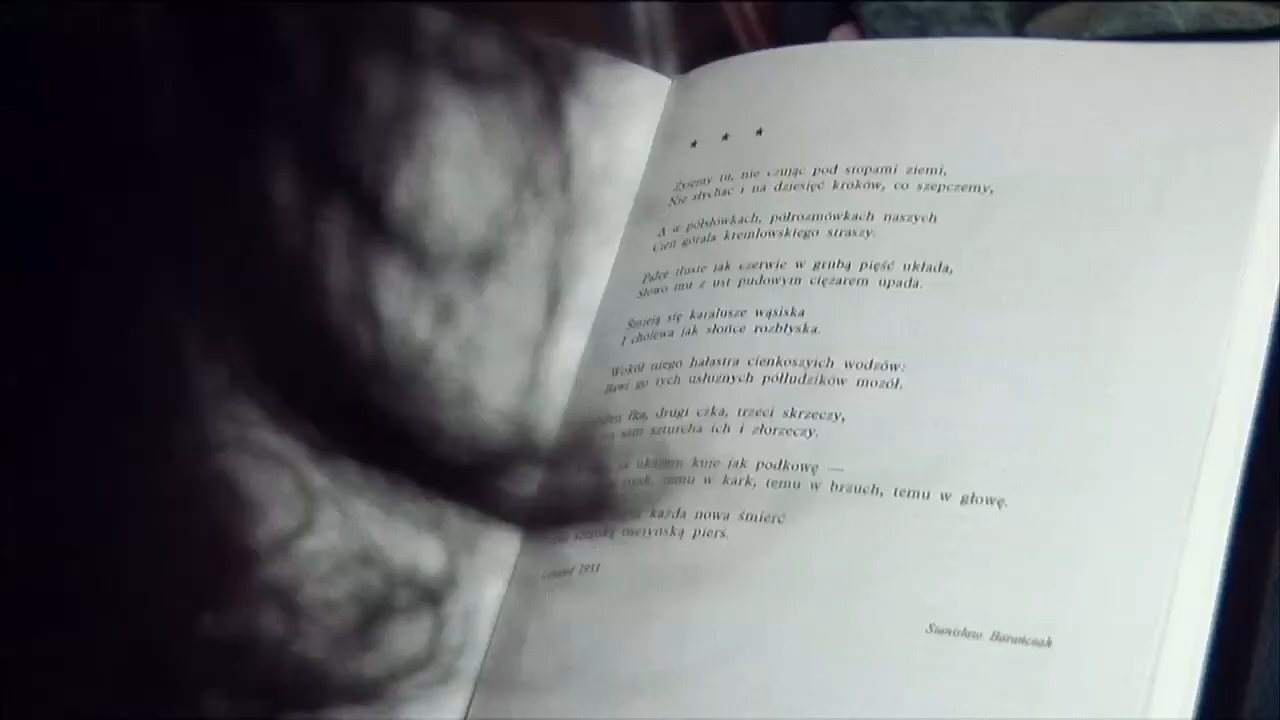 * * *
Żyjemy tu, nie czując pod stopami ziemi,
Nie słychać i na dziesięć kroków, co szepczemy,
A w półsłówkach, półrozmówkach naszych
Cień górala kremlowskiego straszy.
Palce tłuste jak czerwie w grubą pięść układa,
Słowo mu z ust pudowym ciężarem upada.
Śmieją się karalusze wąsiska
I cholewa jak słońce rozbłyska.
Wokół niego hałastra cienkoszyich wodzów:
Bawi go tych usłużnych półludzików mozół.
łka, drugi czka, trzeci skrzeczy,
sam szturcha ich i złorzeczy.
ukazem kuje jak podkowę —
temu w kark, temu w brzuch, temu w głowę.
każda nowa śmierć
osetyńską pierś.
Stanisław Barańczak